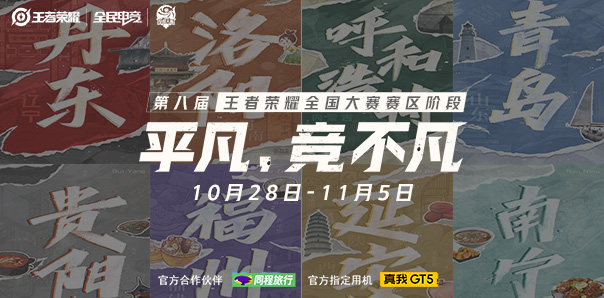 王者荣耀 全民电竞
丹东
洛阳
呼和浩特
青岛
辽宁
第八届 王者荣耀全国大赛赛区阶段
平凡,竞不凡
10月28日-11月5日
贵阳
福州
延安
南宁
官方合作伙伴 同程旅行 官方指定用机 真我GT5